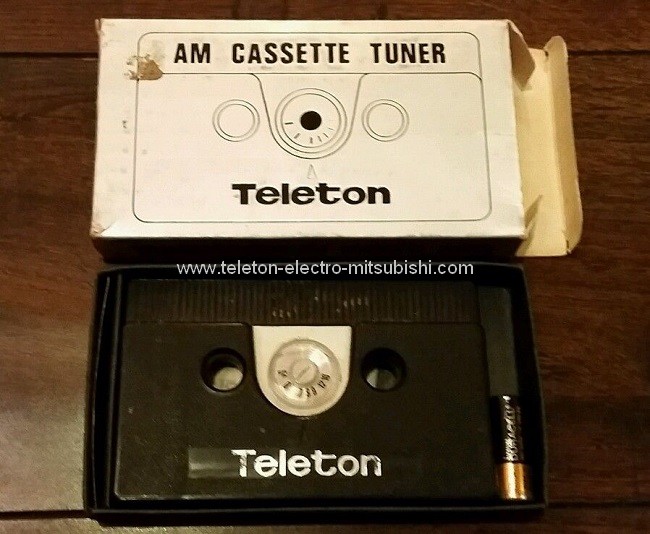 AM CASSETTE TUNER
Teleton
www.teleton-electro-mitsubishi.com
Teleton